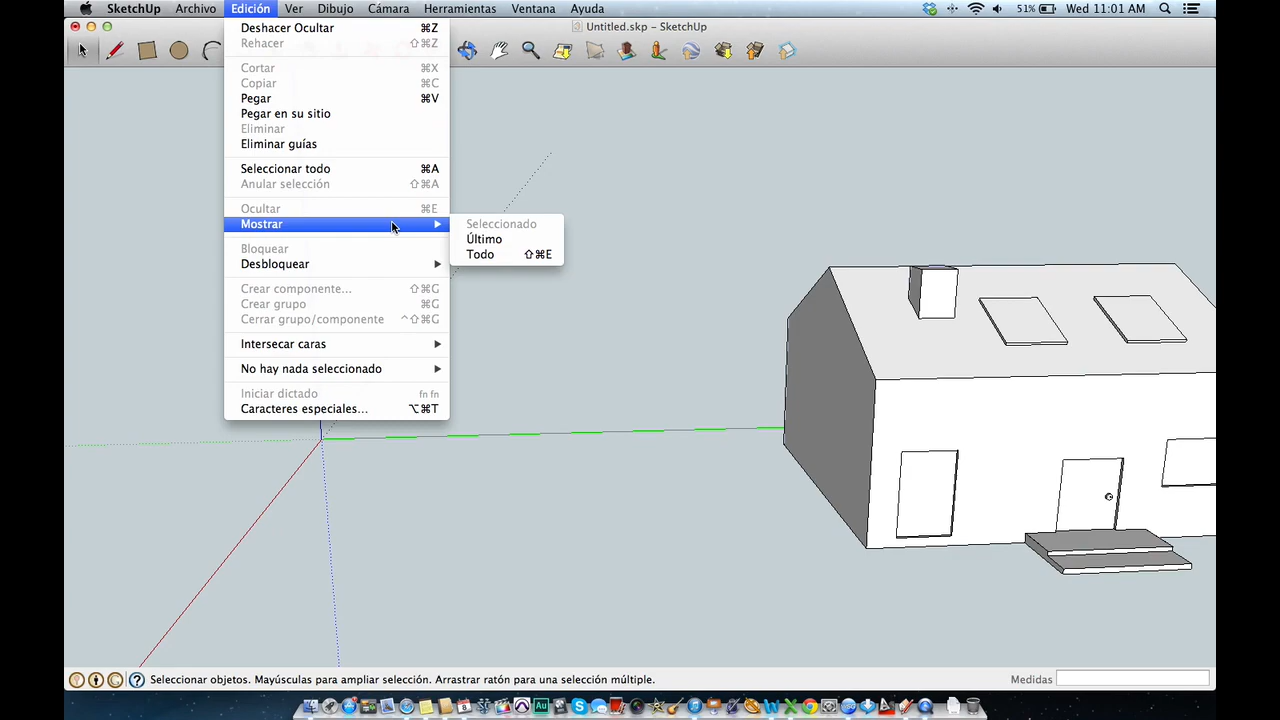 SketchUp Archivo Edición Ver Dibujo Cámara Herramientas Ventana Ayuda 51% Wed 11:01 AM
Untitled.skp - SketchUp
Deshacer Ocultar ⌘Z
Rehacer ⇧⌘Z
Cortar ⌘X
Copiar ⌘C
Pegar ⌘V
Pegar en su sitio
Eliminar
Eliminar guías
Seleccionar todo ⌘A
Anular selección ⇧⌘A
Ocultar ⌘E
Mostrar
Seleccionado
Último
Todo ⇧⌘E
Bloquear
Desbloquear
Crear componente... ⇧⌘G
Crear grupo ⌘G
Cerrar grupo/componente ^⇧⌘G
Intersecar caras
No hay nada seleccionado
Iniciar dictado fn fn
Caracteres especiales... ⌥⌘T
Seleccionar objetos. Mayúsculas para ampliar selección. Arrastrar ratón para una selección múltiple.
Medidas